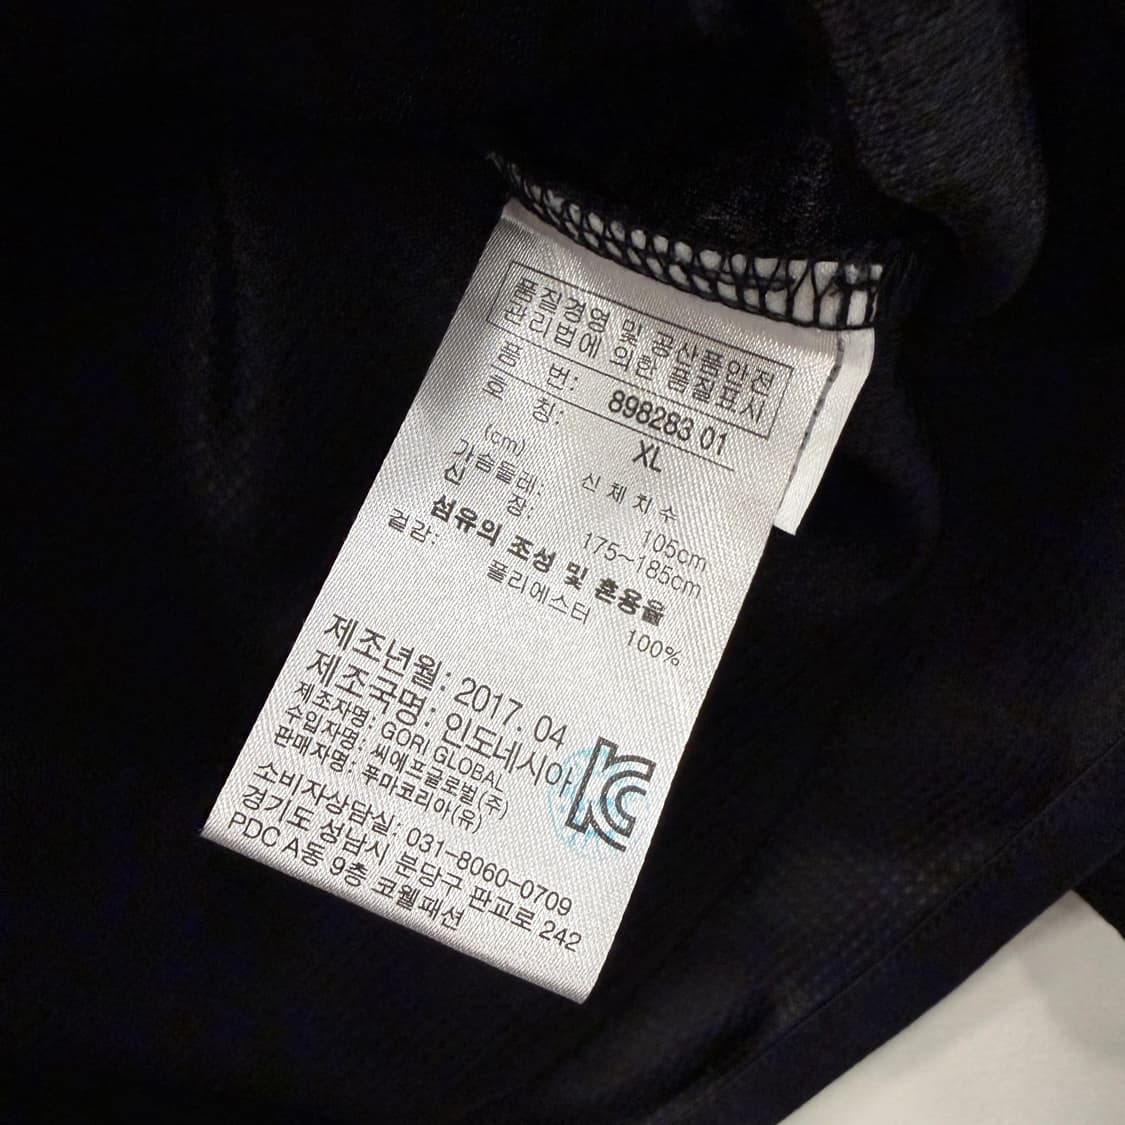 품질경영 및 공산품안전
관리법에 의한 품질표시
품 번: 898283 01
호 칭: XL
(cm) 신체치수
가슴둘레: 105cm
신 장: 175~185cm
섬유의 조성 및 혼용율
겉감: 폴리에스터 100%
제조년월: 2017. 04
제조국명: 인도네시아
제조자명: GORI GLOBAL
수입자명: 씨에프글로벌(주)
판매자명: 푸마코리아(유)
KC
소비자상담실: 031-8060-0709
경기도 성남시 분당구 판교로 242
PDC A동 9층 코웰패션